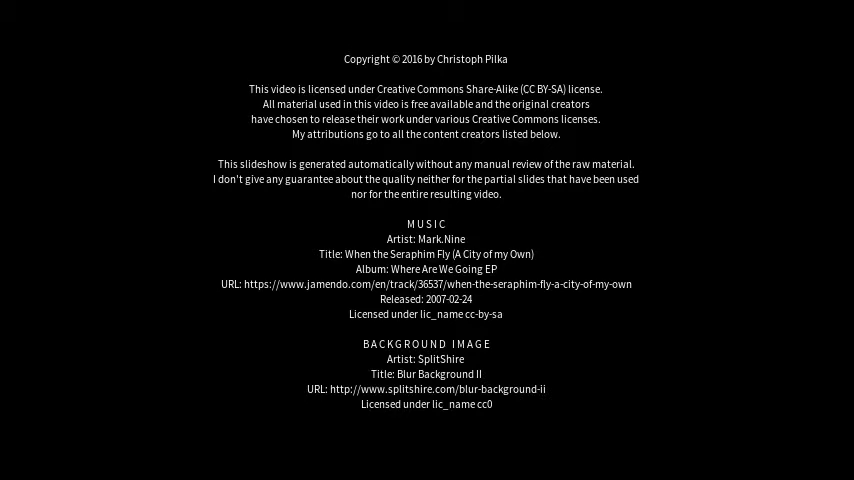 Copyright © 2016 by Christoph Pilka
This video is licensed under Creative Commons Share-Alike (CC BY-SA) license.
All material used in this video is free available and the original creators
have chosen to release their work under various Creative Commons licenses.
My attributions go to all the content creators listed below.
This slideshow is generated automatically without any manual review of the raw material.
I don't give any guarantee about the quality neither for the partial slides that have been used
nor for the entire resulting video.
M U S I C
Artist: Mark.Nine
Title: When the Seraphim Fly (A City of my Own)
Album: Where Are We Going EP
URL: https://www.jamendo.com/en/track/36537/when-the-seraphim-fly-a-city-of-my-own
Released: 2007-02-24
Licensed under lic_name cc-by-sa
B A C K G R O U N D  I M A G E
Artist: SplitShire
Title: Blur Background II
URL: http://www.splitshire.com/blur-background-ii
Licensed under lic_name cc0